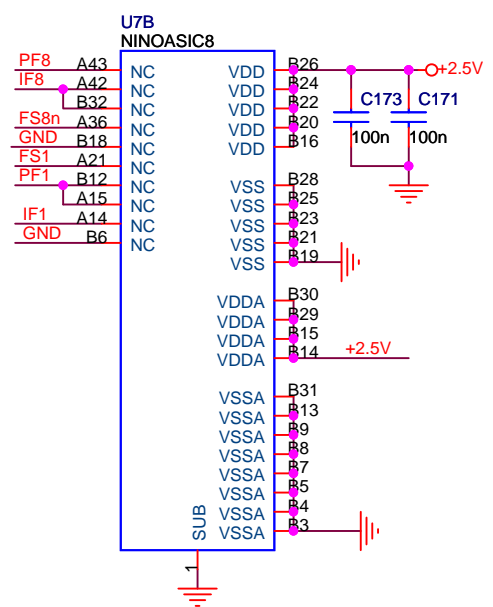 U7B
NINOASIC8
PF8 A43 NC VDD B26 +2.5V
IF8 A42 NC VDD B24
B32 NC VDD B22 C173 C171
FS8n A36 NC VDD B20 100n 100n
GND B18 NC VDD B16
FS1 A21 NC
PF1 B12 NC VSS B28
A15 NC VSS B25
IF1 A14 NC VSS B23
GND B6 NC VSS B21
VSS B19
VDDA B30
VDDA B29
VDDA B15
VDDA B14 +2.5V
VSSA B31
VSSA B13
VSSA B9
VSSA B8
VSSA B7
VSSA B5
VSSA B4
VSSA B3
SUB
1